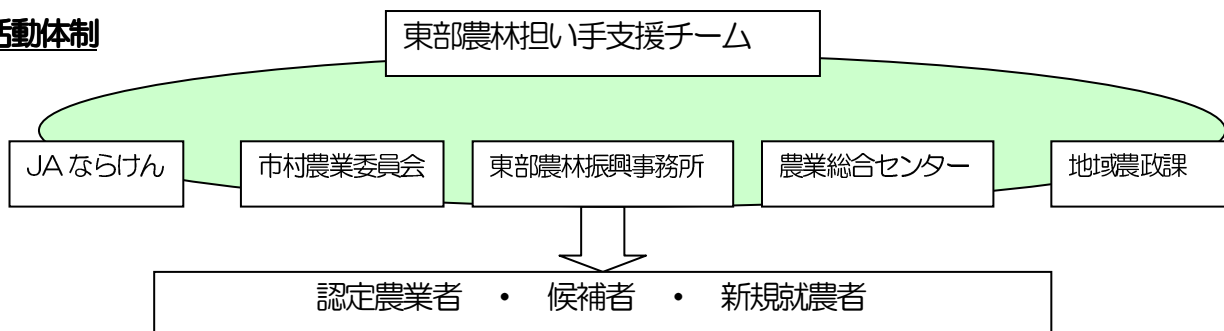 活動体制
東部農林担い手支援チーム
JAならけん
市村農業委員会
東部農林振興事務所
農業総合センター
地域農政課
認定農業者 ・ 候補者 ・ 新規就農者